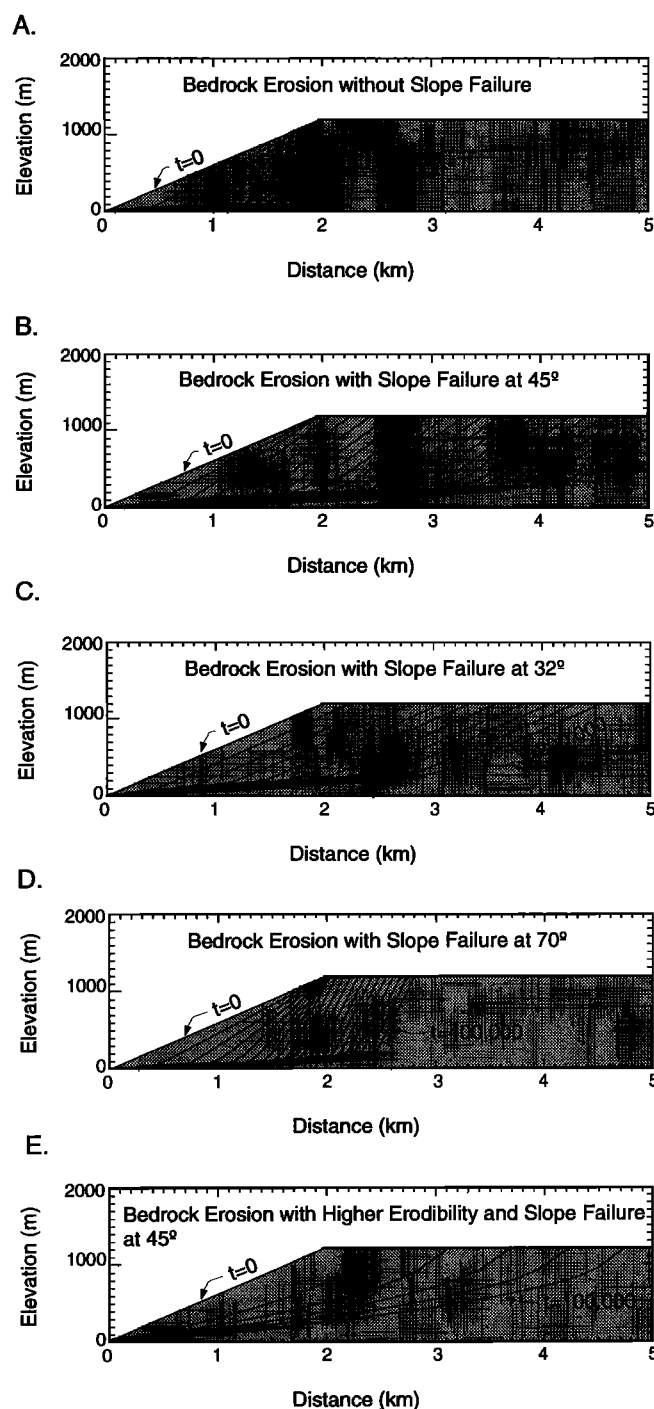 A.
2000
Bedrock Erosion without Slope Failure
1000
t=0
0
Elevation (m)
0 1 2 3 4 5
Distance (km)
B.
2000
Bedrock Erosion with Slope Failure at 45º
1000
t=0
0
Elevation (m)
0 1 2 3 4 5
Distance (km)
C.
2000
Bedrock Erosion with Slope Failure at 32º
1000
t=0
0
Elevation (m)
0 1 2 3 4 5
Distance (km)
D.
2000
Bedrock Erosion with Slope Failure at 70º
1000
t=0
0
Elevation (m)
0 1 2 3 4 5
Distance (km)
E.
2000
Bedrock Erosion with Higher Erodibility and Slope Failure
at 45º
1000
t=0
0
Elevation (m)
0 1 2 3 4 5
Distance (km)